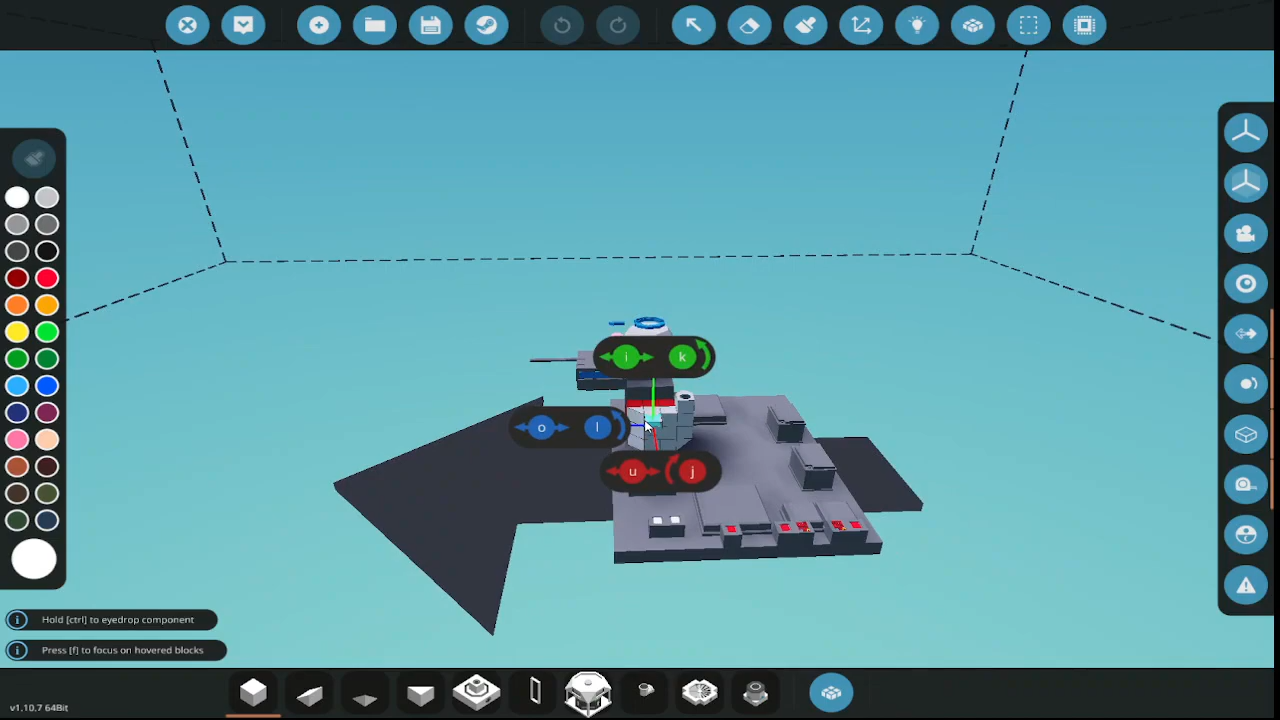 i k
o l
u j
Hold [ctrl] to eyedrop component
Press [f] to focus on hovered blocks
v1.10.7 64Bit